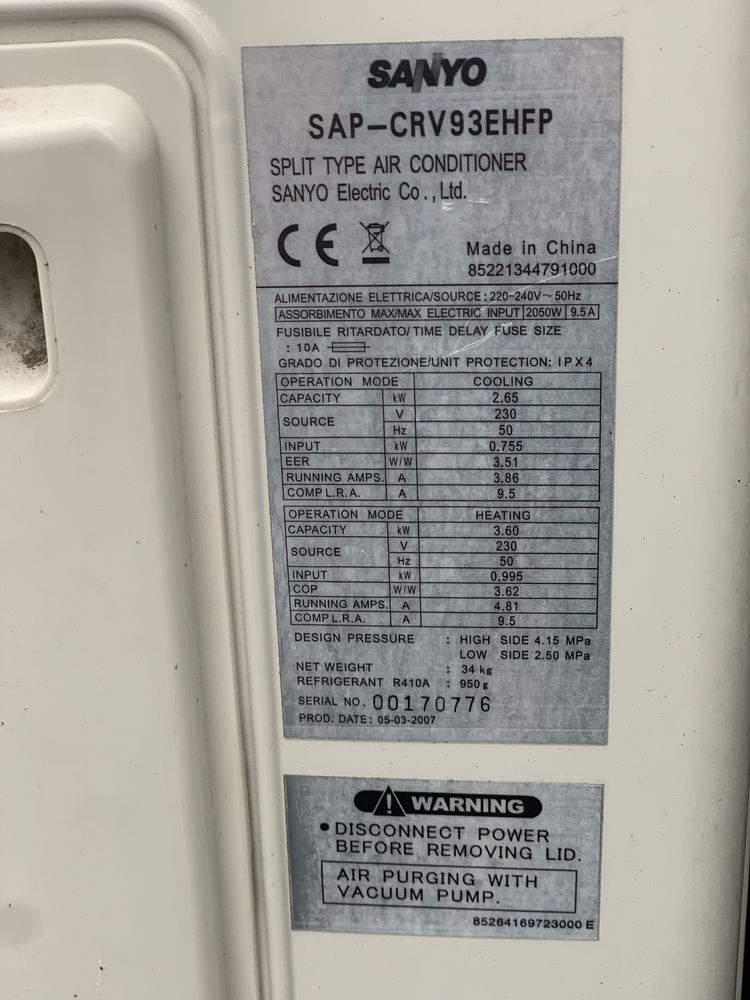 SANYO
SAP-CRV93EHFP
SPLIT TYPE AIR CONDITIONER
SANYO Electric Co., Ltd.
CE
Made in China
85221344791000
ALIMENTAZIONE ELETTRICA/SOURCE: 220-240V~50Hz
ASSORBIMENTO MAX/MAX ELECTRIC INPUT 2050W 9.5A
FUSIBILE RITARDATO/TIME DELAY FUSE SIZE
: 10A
GRADO DI PROTEZIONE/UNIT PROTECTION: IPX4
OPERATION MODE COOLING
CAPACITY kW 2.65
SOURCE V 230
Hz 50
INPUT kW 0.755
EER W/W 3.51
RUNNING AMPS. A 3.86
COMP L.R.A. A 9.5
OPERATION MODE HEATING
CAPACITY kW 3.60
SOURCE V 230
Hz 50
INPUT kW 0.995
COP W/W 3.62
RUNNING AMPS. A 4.81
COMP L.R.A. A 9.5
DESIGN PRESSURE : HIGH SIDE 4.15 MPa
LOW SIDE 2.50 MPa
NET WEIGHT : 34 kg
REFRIGERANT R410A : 950g
SERIAL NO. 00170776
PROD. DATE: 05-03-2007
WARNING
• DISCONNECT POWER
BEFORE REMOVING LID.
AIR PURGING WITH
VACUUM PUMP.
85264169723000 E